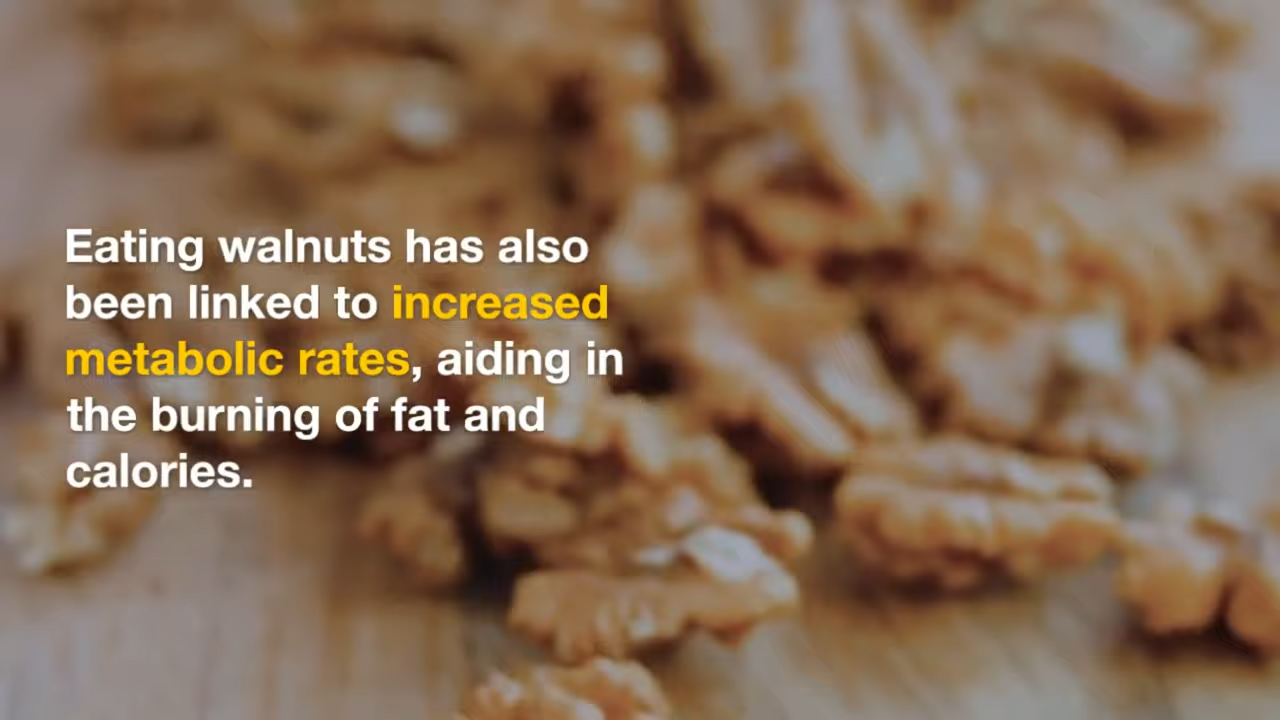 Eating walnuts has also
been linked to increased
metabolic rates, aiding in
the burning of fat and
calories.